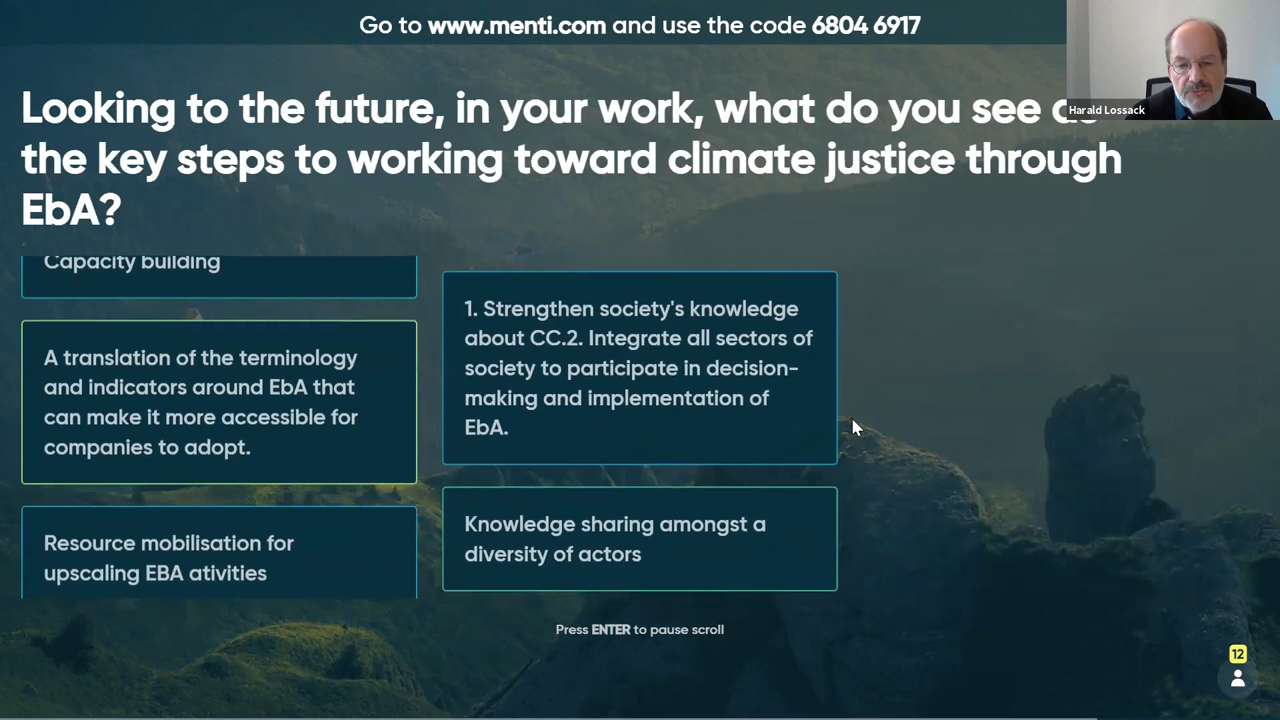 Go to www.menti.com and use the code 6804 6917
Harald Lossack
Looking to the future, in your work, what do you see
the key steps to working toward climate justice through
EbA?
Capacity building
A translation of the terminology
and indicators around EbA that
can make it more accessible for
companies to adopt.
Resource mobilisation for
upscaling EBA ativities
1. Strengthen society's knowledge
about CC.2. Integrate all sectors of
society to participate in decision-
making and implementation of
EbA.
Knowledge sharing amongst a
diversity of actors
Press ENTER to pause scroll
12